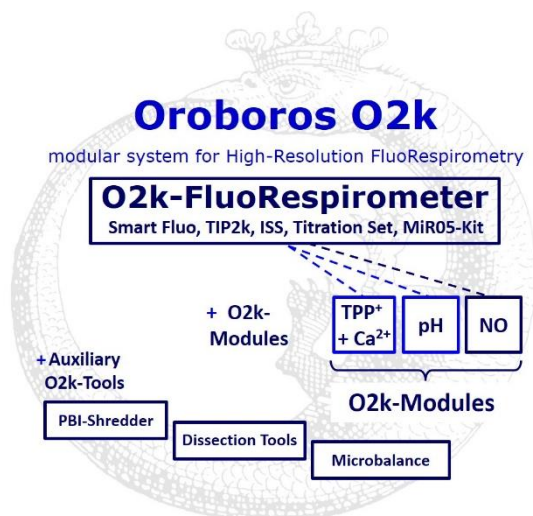 Oroboros O2k
modular system for High-Resolution FluoRespirometry
O2k-FluoRespirometer
Smart Fluo, TIP2k, ISS, Titration Set, MiR05-Kit
+ O2k-
Modules
TPP⁺
+ Ca²⁺
pH
NO
O2k-Modules
+Auxiliary
O2k-Tools
PBI-Shredder
Dissection Tools
Microbalance